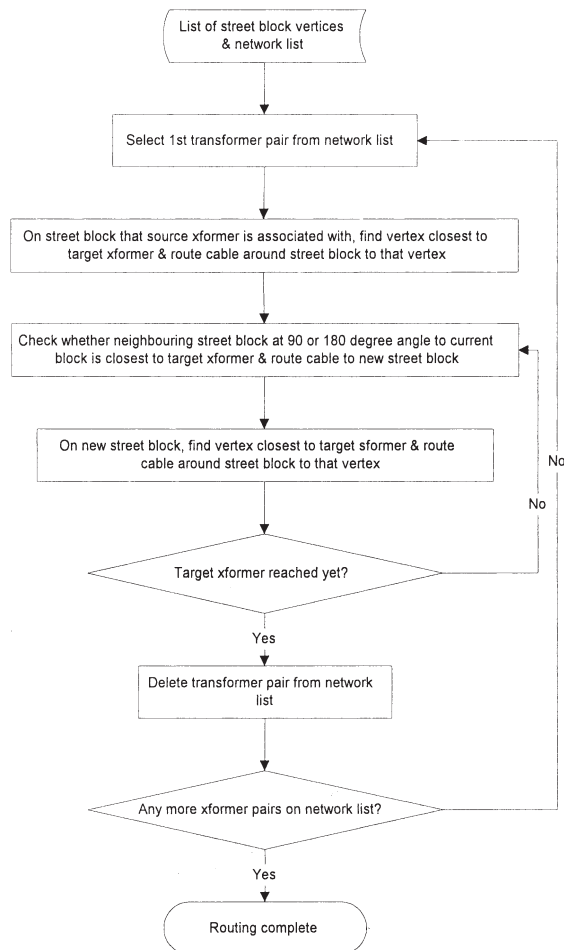 List of street block vertices
& network list
Select 1st transformer pair from network list
On street block that source xformer is associated with, find vertex closest to
target xformer & route cable around street block to that vertex
Check whether neighbouring street block at 90 or 180 degree angle to current
block is closest to target xformer & route cable to new street block
On new street block, find vertex closest to target sformer & route
cable around street block to that vertex
No
No
Target xformer reached yet?
Yes
Delete transformer pair from network
list
Any more xformer pairs on network list?
Yes
Routing complete